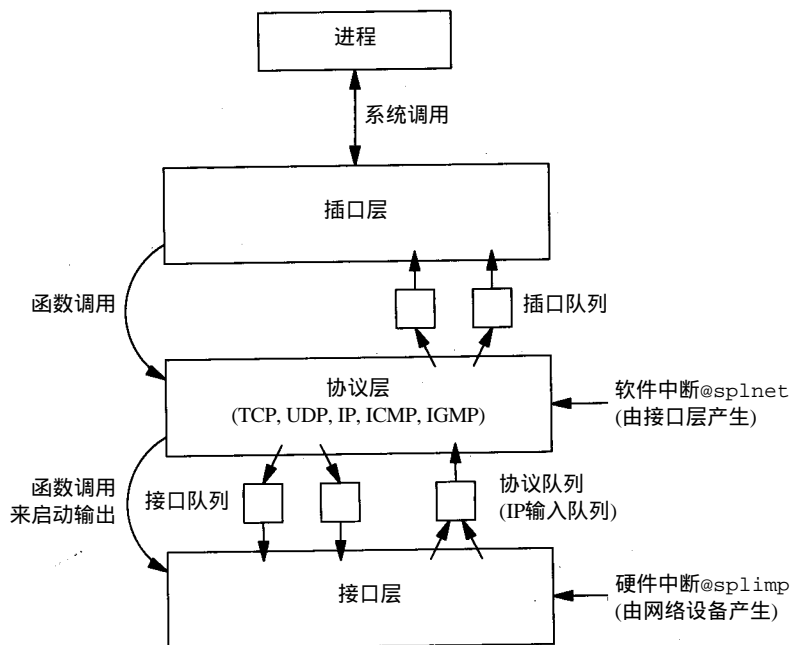 进程
系统调用
插口层
函数调用
插口队列
协议层
(TCP, UDP, IP, ICMP, IGMP)
软件中断@splnet
(由接口层产生)
函数调用
来启动输出
接口队列
协议队列
(IP输入队列)
接口层
硬件中断@splimp
(由网络设备产生)